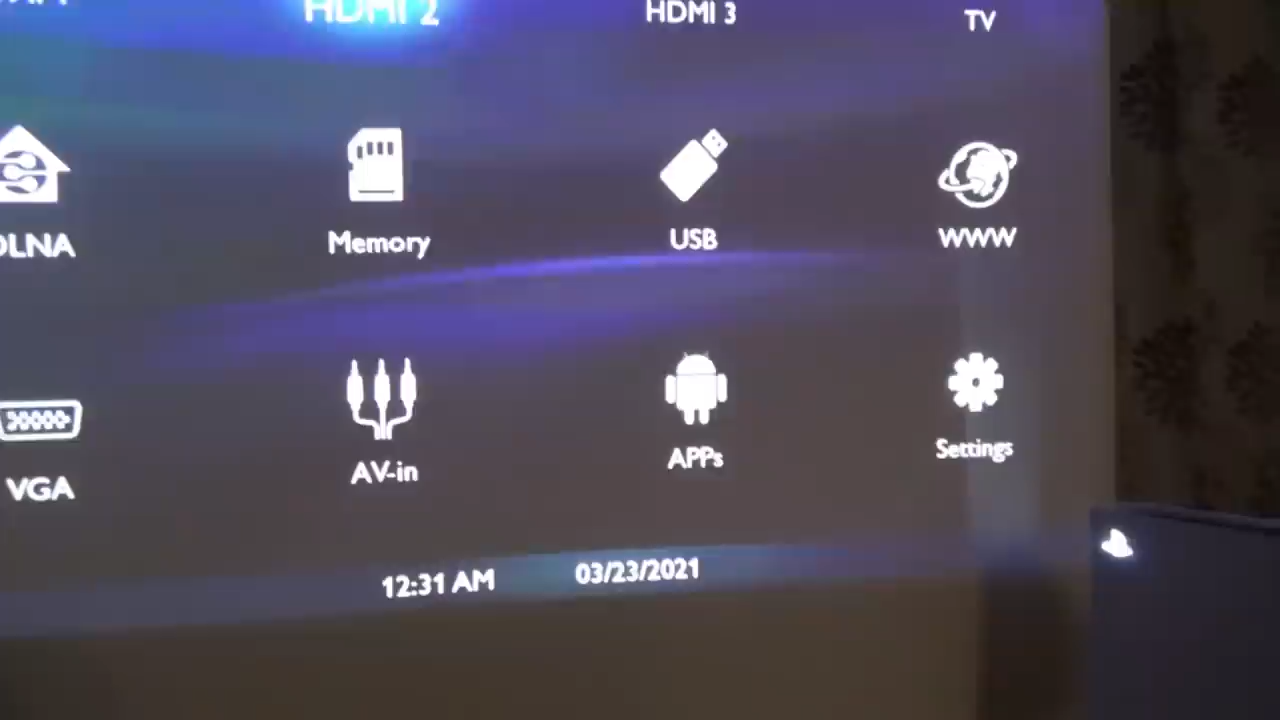 HDMI 2
HDMI 3
TV
DLNA
Memory
USB
WWW
VGA
AV-in
APPs
Settings
12:31 AM
03/23/2021